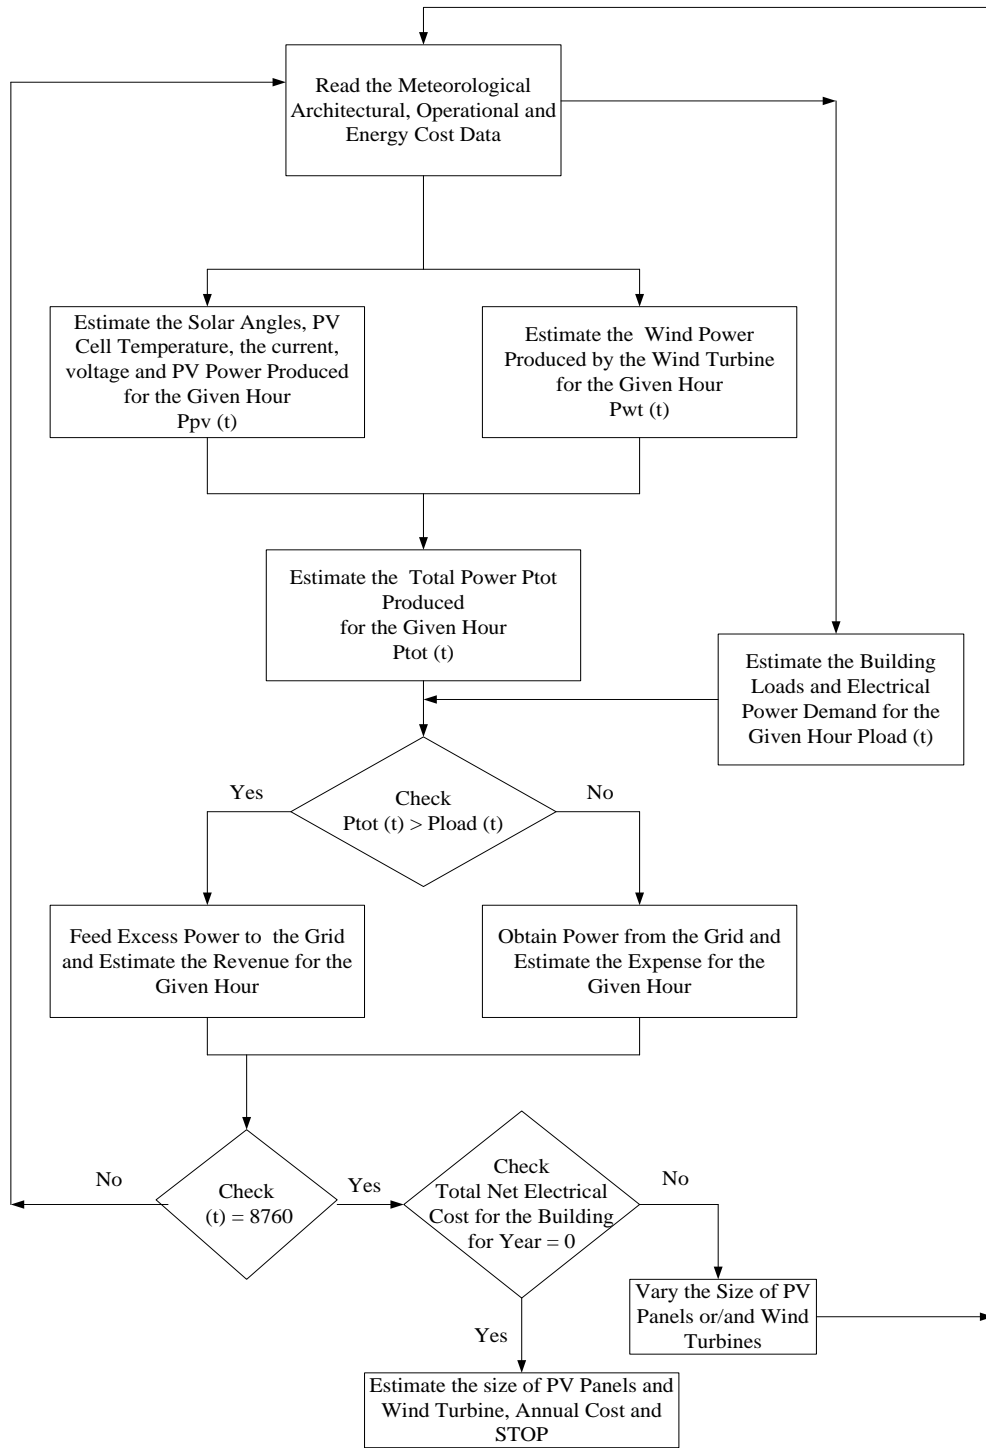 Read the Meteorological
Architectural, Operational and
Energy Cost Data
Estimate the Solar Angles, PV
Cell Temperature, the current,
voltage and PV Power Produced
for the Given Hour
Ppv (t)
Estimate the  Wind Power
Produced by the Wind Turbine
for the Given Hour
Pwt (t)
Estimate the  Total Power Ptot
Produced
for the Given Hour
Ptot (t)
Estimate the Building
Loads and Electrical
Power Demand for the
Given Hour Pload (t)
Yes
Check
Ptot (t) > Pload (t)
No
Feed Excess Power to  the Grid
and Estimate the Revenue for the
Given Hour
Obtain Power from the Grid and
Estimate the Expense for the
Given Hour
No
Check
(t) = 8760
Yes
Check
Total Net Electrical
Cost for the Building
for Year = 0
No
Vary the Size of PV
Panels or/and Wind
Turbines
Yes
Estimate the size of PV Panels and
Wind Turbine, Annual Cost and
STOP